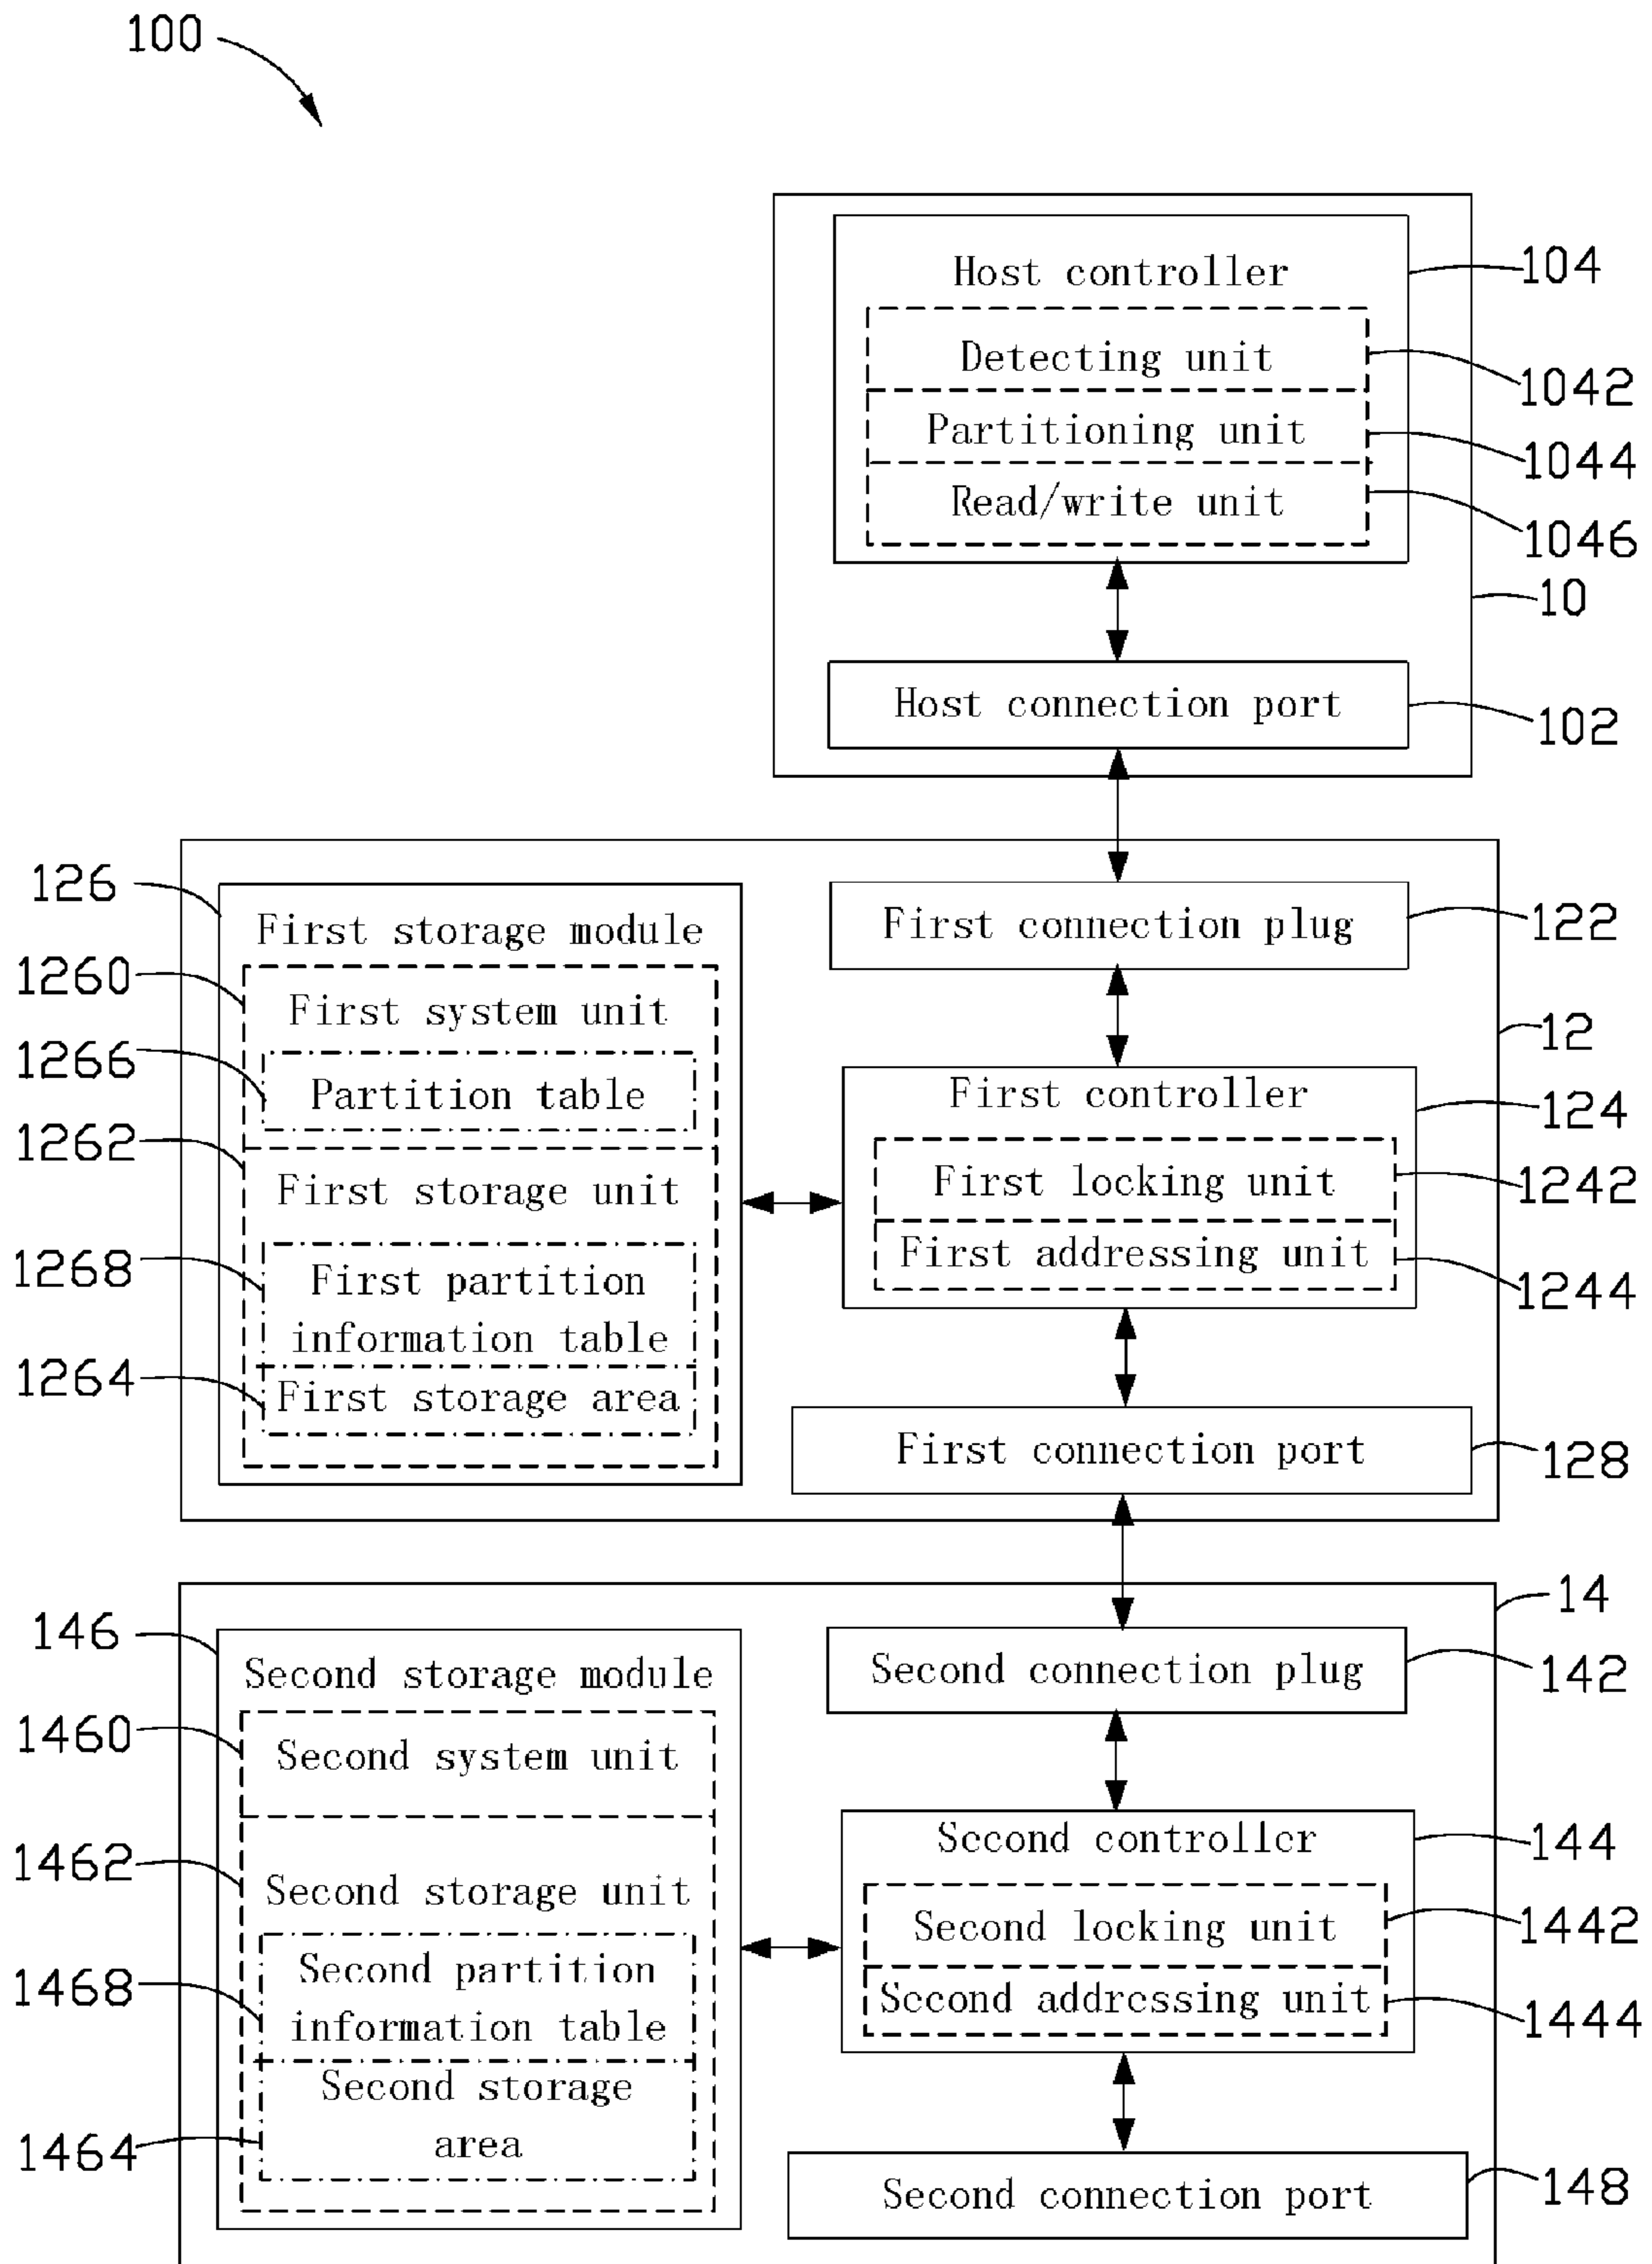 100
Host controller
104
Detecting unit
1042
Partitioning unit
1044
Read/write unit
1046
10
Host connection port
102
126
First storage module
First connection plug
122
1260
First system unit
12
1266
Partition table
First controller
124
1262
First storage unit
First locking unit
1242
1268
First partition
information table
First addressing unit
1244
1264
First storage area
First connection port
128
14
146
Second storage module
Second connection plug
142
1460
Second system unit
Second controller
144
1462
Second storage unit
Second locking unit
1442
1468
Second partition
information table
Second addressing unit
1444
Second storage
area
1464
Second connection port
148